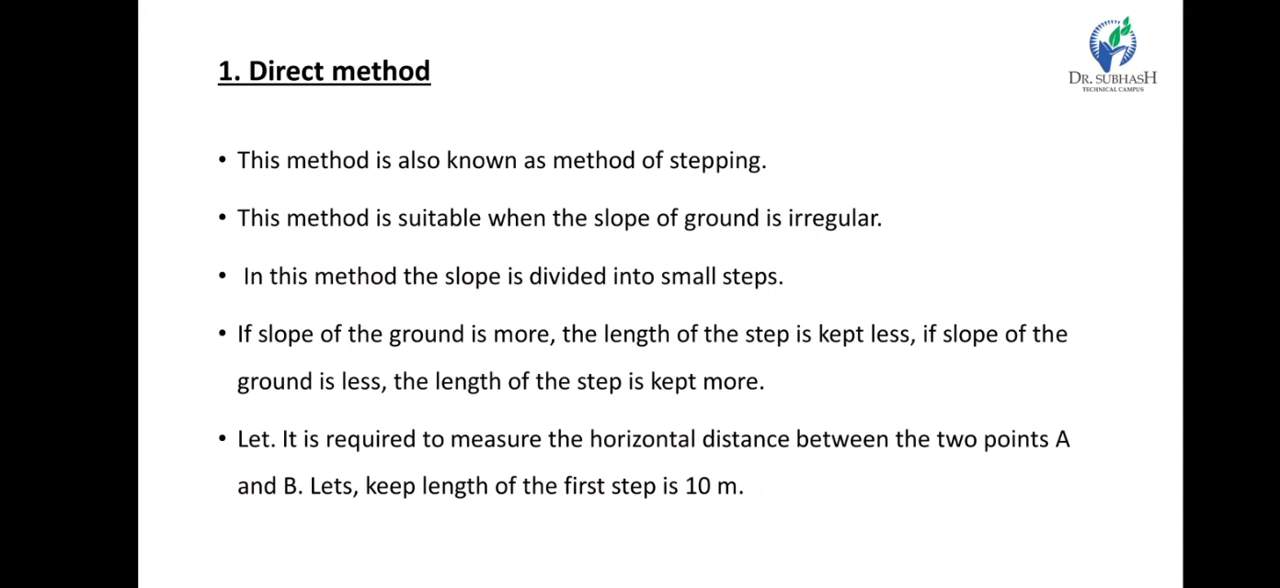 1. Direct method
DR. SUBHASH
TECHNICAL CAMPUS
• This method is also known as method of stepping.
• This method is suitable when the slope of ground is irregular.
• In this method the slope is divided into small steps.
• If slope of the ground is more, the length of the step is kept less, if slope of the
ground is less, the length of the step is kept more.
• Let. It is required to measure the horizontal distance between the two points A
and B. Lets, keep length of the first step is 10 m.